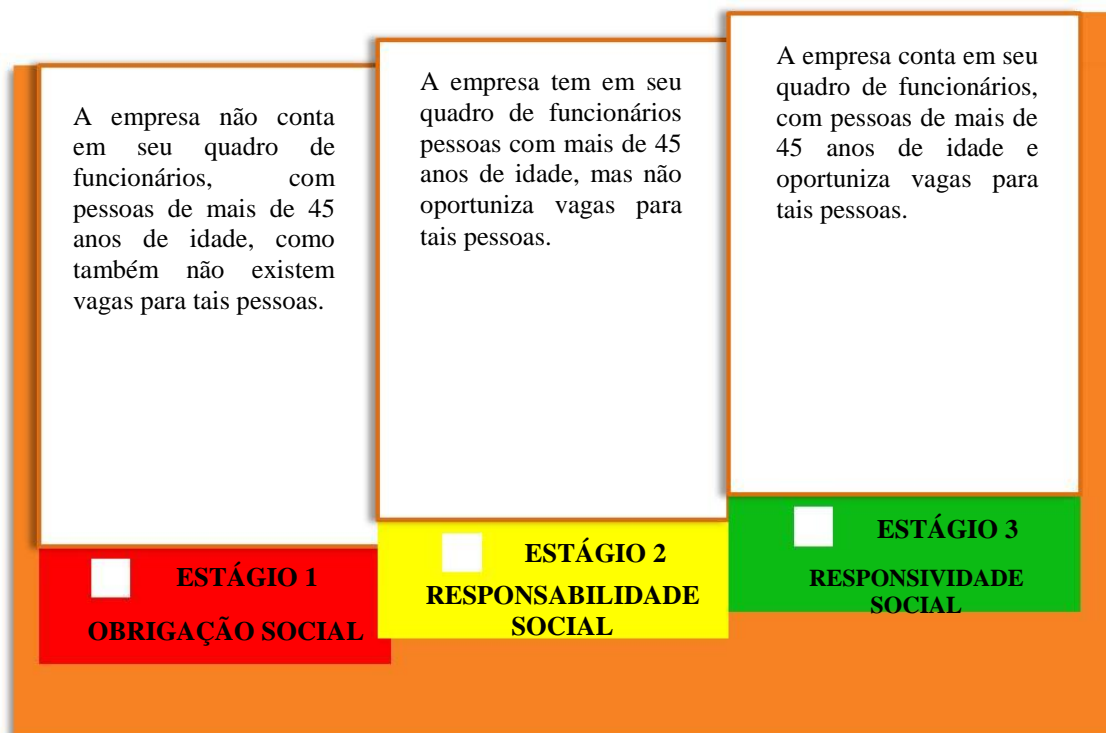 A empresa não conta
em seu quadro de
funcionários, com
pessoas de mais de 45
anos de idade, como
também não existem
vagas para tais pessoas.
ESTÁGIO 1
OBRIGAÇÃO SOCIAL
A empresa tem em seu
quadro de funcionários
pessoas com mais de 45
anos de idade, mas não
oportuniza vagas para
tais pessoas.
ESTÁGIO 2
RESPONSABILIDADE
SOCIAL
A empresa conta em seu
quadro de funcionários,
com pessoas de mais de
45 anos de idade e
oportuniza vagas para
tais pessoas.
ESTÁGIO 3
RESPONSIVIDADE
SOCIAL